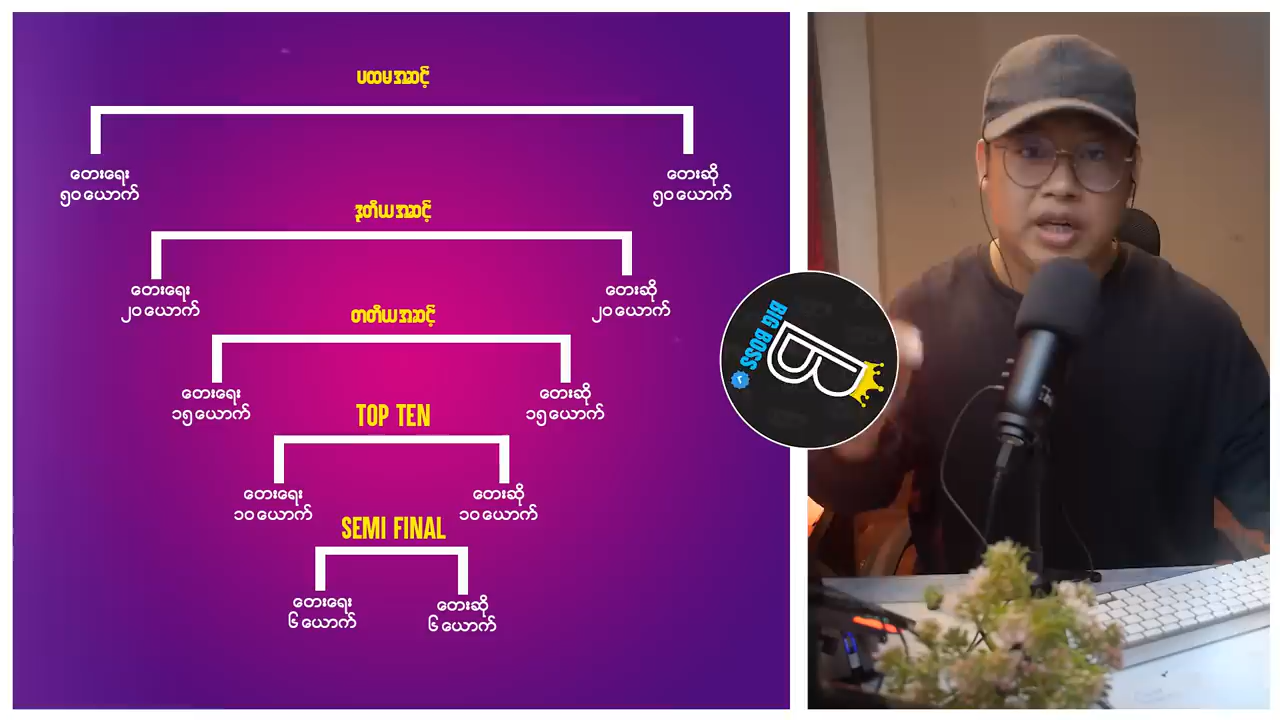 ပထမအဆင့်
တေးရေး
၅၀ ယောက်
တေးဆို
၅၀ ယောက်
ဒုတိယအဆင့်
တေးရေး
၂၀ ယောက်
တေးဆို
၂၀ ယောက်
တတိယအဆင့်
တေးရေး
၁၅ ယောက်
တေးဆို
၁၅ ယောက်
TOP TEN
တေးရေး
၁၀ ယောက်
တေးဆို
၁၀ ယောက်
SEMI FINAL
တေးရေး
၆ ယောက်
တေးဆို
၆ ယောက်
BIG BOSS
B